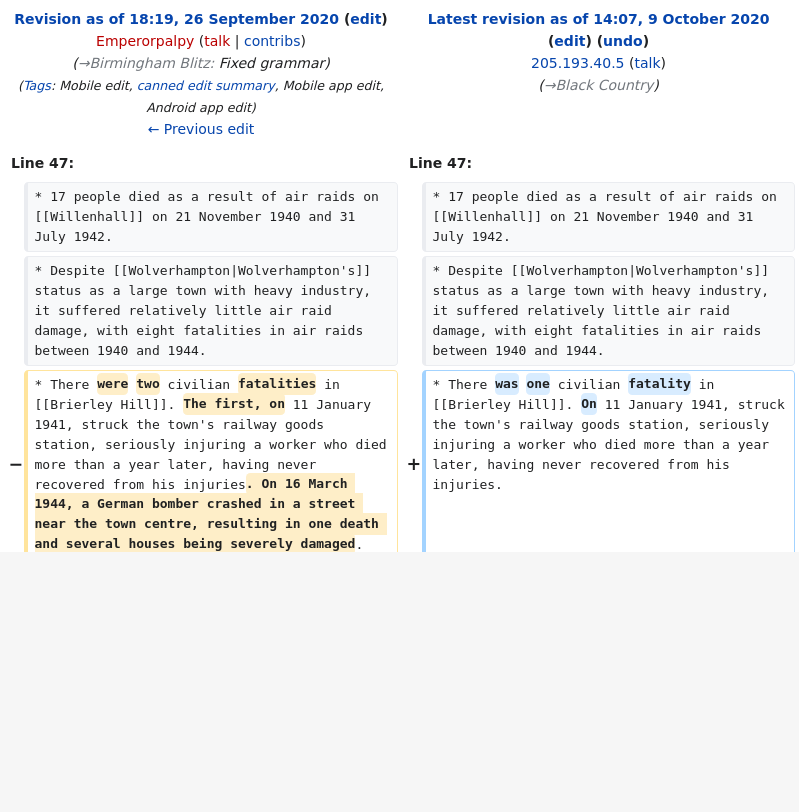 Revision as of 18:19, 26 September 2020 (edit)
Emperorpalpy (talk | contribs)
(→Birmingham Blitz: Fixed grammar)
(Tags: Mobile edit, canned edit summary, Mobile app edit,
Android app edit)
← Previous edit
Latest revision as of 14:07, 9 October 2020
(edit) (undo)
205.193.40.5 (talk)
(→Black Country)
Line 47:
* 17 people died as a result of air raids on
[[Willenhall]] on 21 November 1940 and 31
July 1942.
* Despite [[Wolverhampton|Wolverhampton's]]
status as a large town with heavy industry,
it suffered relatively little air raid
damage, with eight fatalities in air raids
between 1940 and 1944.
− * There were two civilian fatalities in
[[Brierley Hill]]. The first, on 11 January
1941, struck the town's railway goods
station, seriously injuring a worker who died
more than a year later, having never
recovered from his injuries. On 16 March
1944, a German bomber crashed in a street
near the town centre, resulting in one death
and several houses being severely damaged.
Line 47:
* 17 people died as a result of air raids on
[[Willenhall]] on 21 November 1940 and 31
July 1942.
* Despite [[Wolverhampton|Wolverhampton's]]
status as a large town with heavy industry,
it suffered relatively little air raid
damage, with eight fatalities in air raids
between 1940 and 1944.
+ * There was one civilian fatality in
[[Brierley Hill]]. On 11 January 1941, struck
the town's railway goods station, seriously
injuring a worker who died more than a year
later, having never recovered from his
injuries.